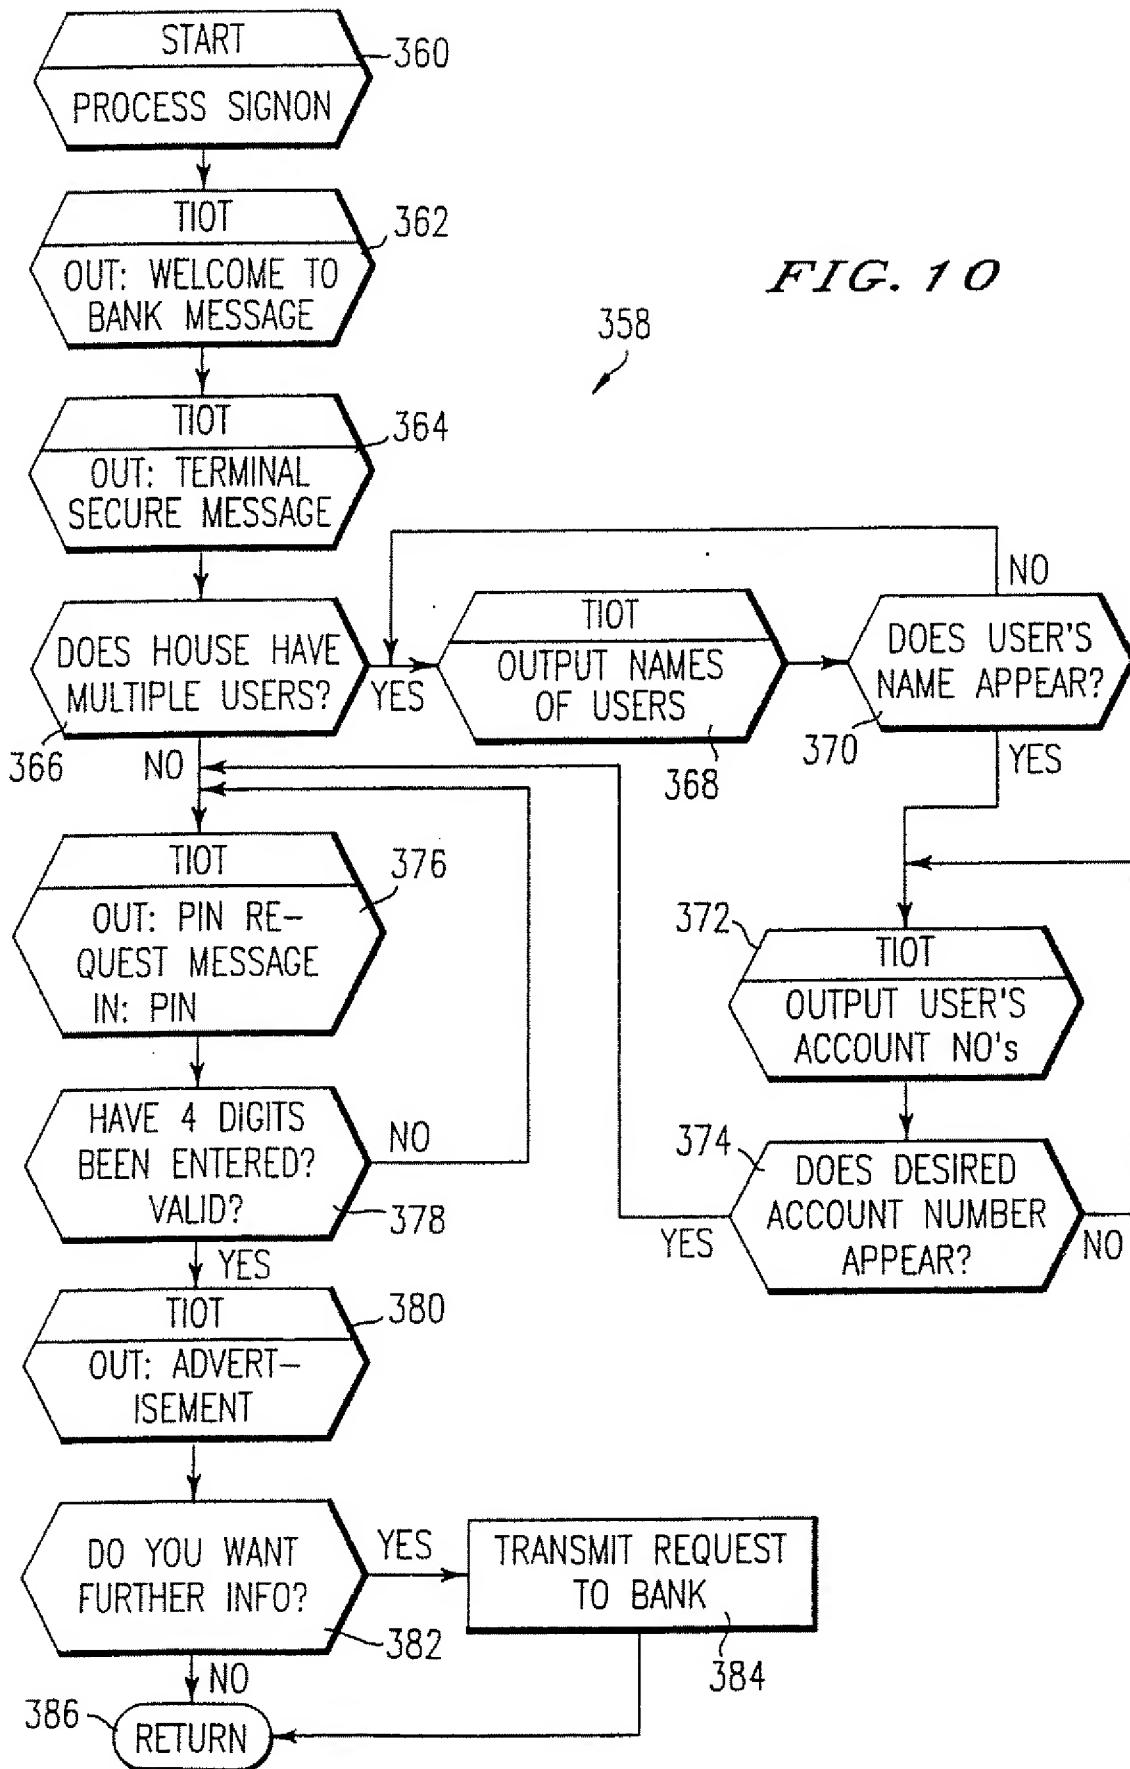 START
360
PROCESS SIGNON
TIOT
362
OUT: WELCOME TO
BANK MESSAGE
FIG. 10
358
TIOT
364
OUT: TERMINAL
SECURE MESSAGE
DOES HOUSE HAVE
MULTIPLE USERS?
366
YES
NO
TIOT
OUTPUT NAMES
OF USERS
368
NO
DOES USER'S
NAME APPEAR?
370
YES
TIOT
376
OUT: PIN RE-
QUEST MESSAGE
IN: PIN
372
TIOT
OUTPUT USER'S
ACCOUNT NO's
HAVE 4 DIGITS
BEEN ENTERED?
VALID?
NO
378
YES
374
DOES DESIRED
ACCOUNT NUMBER
APPEAR?
YES
NO
TIOT
380
OUT: ADVERT-
ISEMENT
DO YOU WANT
FURTHER INFO?
YES
382
NO
TRANSMIT REQUEST
TO BANK
384
386
RETURN